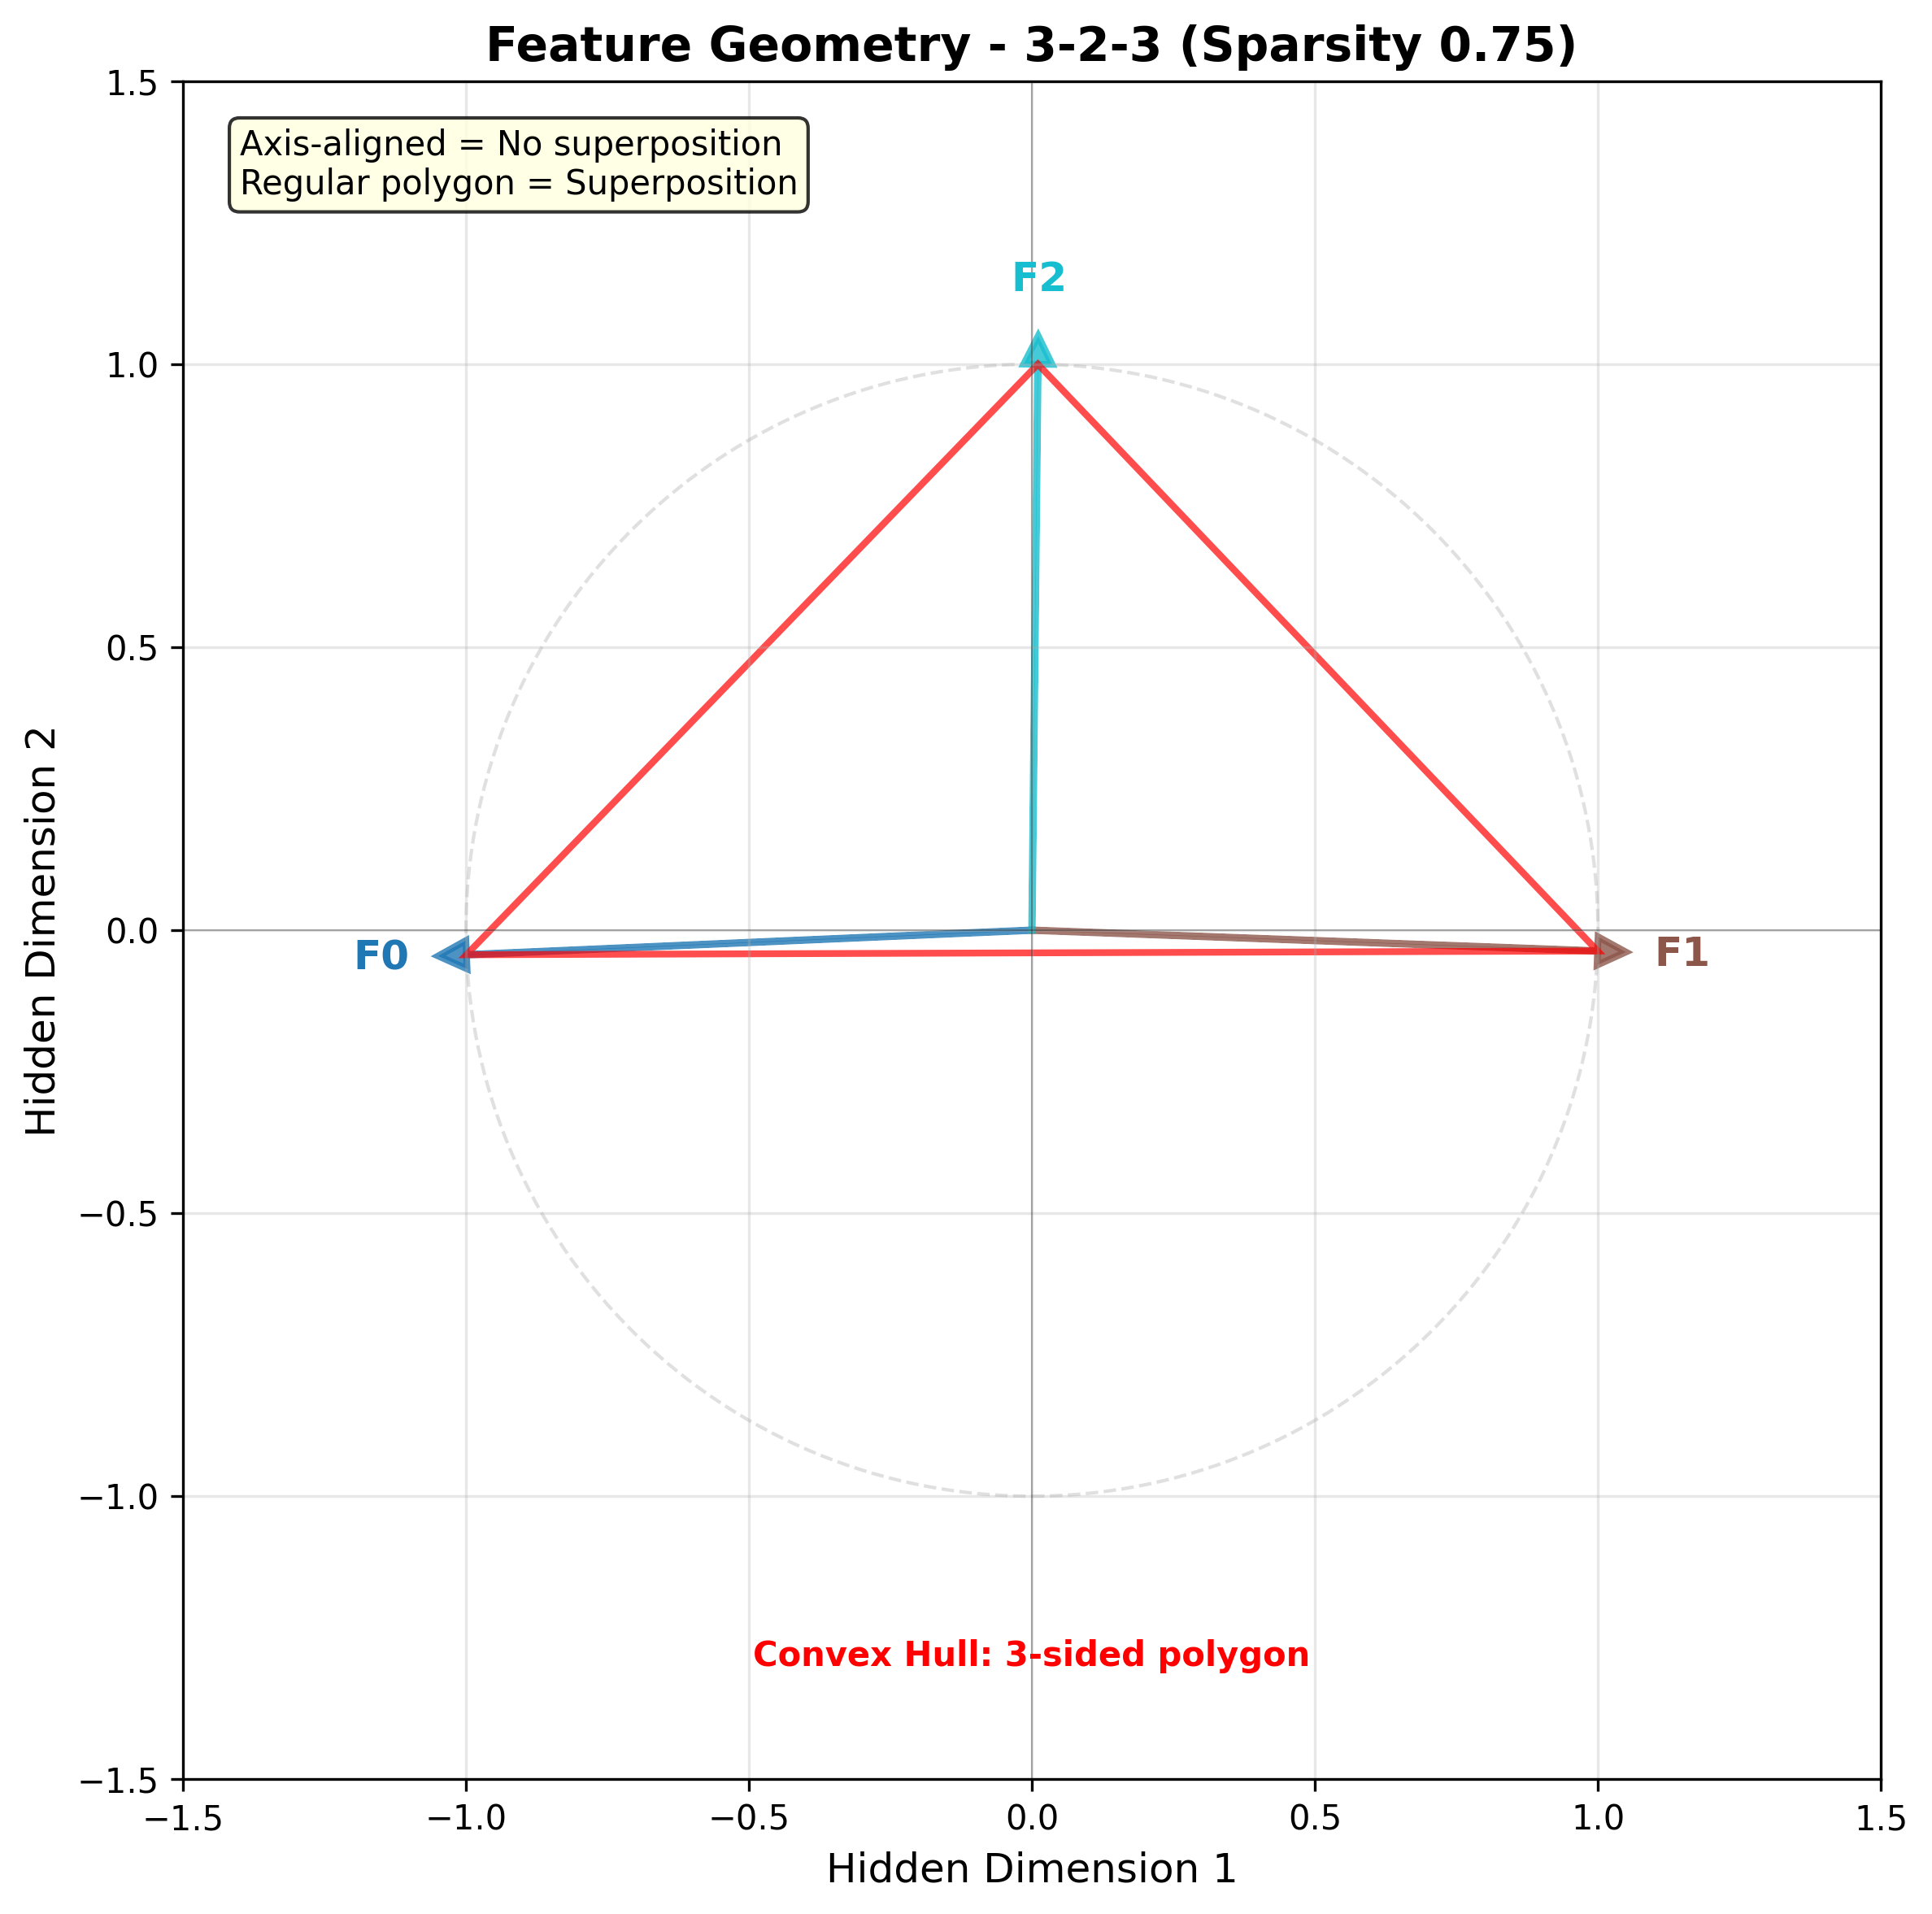 Feature Geometry - 3-2-3 (Sparsity 0.75)
1.5
Axis-aligned = No superposition
Regular polygon = Superposition
F2
1.0
0.5
Hidden Dimension 2
0.0
F0
F1
−0.5
−1.0
Convex Hull: 3-sided polygon
−1.5
−1.5
−1.0
−0.5
0.0
0.5
1.0
1.5
Hidden Dimension 1